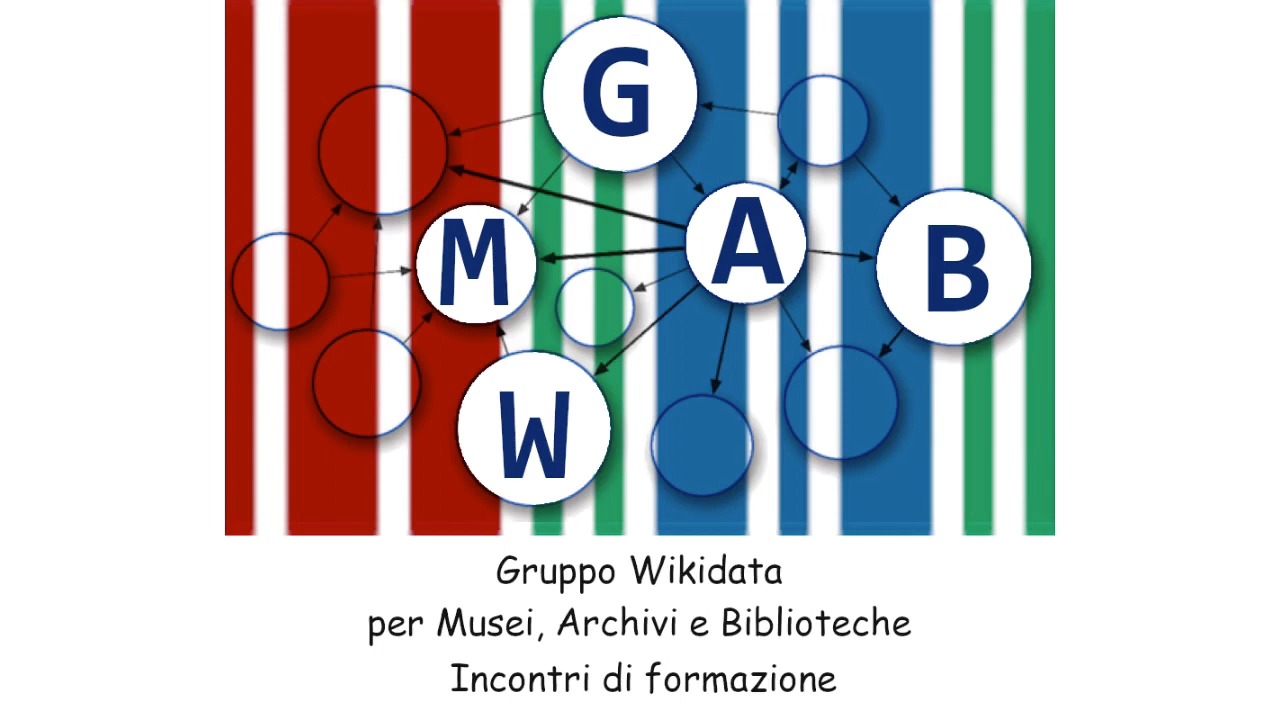 G
A
B
M
W
Gruppo Wikidata
per Musei, Archivi e Biblioteche
Incontri di formazione